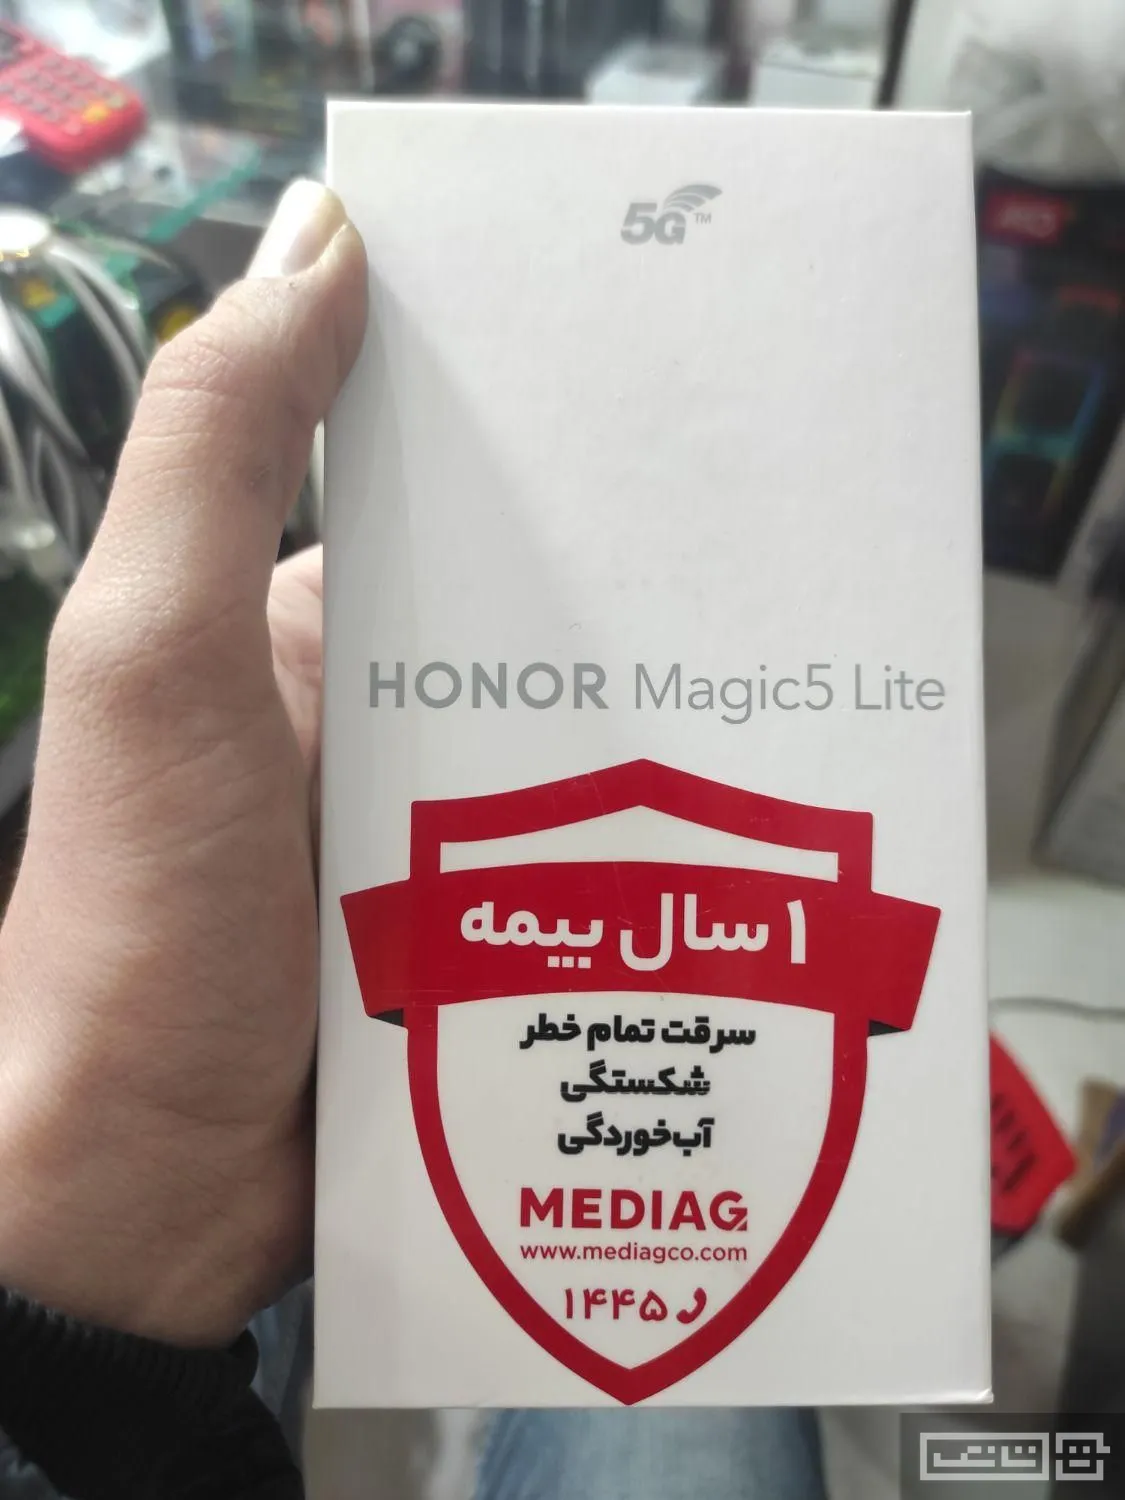 5G™
HONOR Magic5 Lite
۱ سال بیمه
سرقت تمام خطر
شکستگی
آب‌خوردگی
MEDIAG
www.mediagco.com
۱۴۴۵